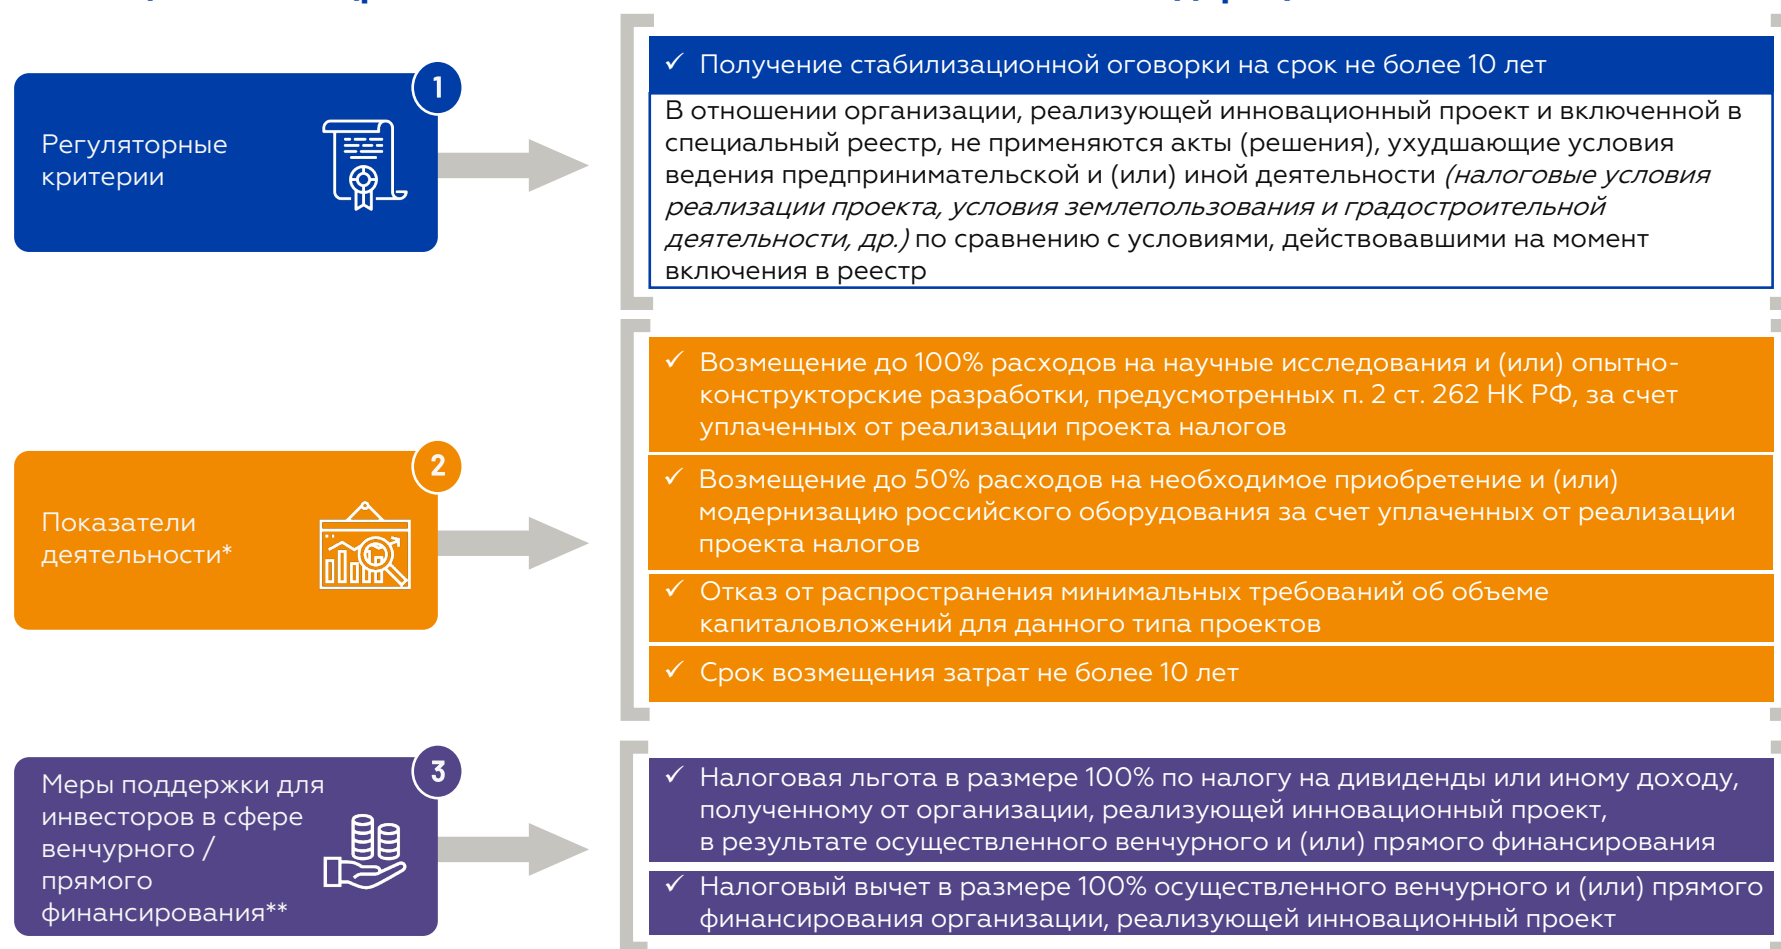 1
Регуляторные
критерии
✓ Получение стабилизационной оговорки на срок не более 10 лет
В отношении организации, реализующей инновационный проект и включенной в
специальный реестр, не применяются акты (решения), ухудшающие условия
ведения предпринимательской и (или) иной деятельности (налоговые условия
реализации проекта, условия землепользования и градостроительной
деятельности, др.) по сравнению с условиями, действовавшими на момент
включения в реестр
2
Показатели
деятельности*
✓ Возмещение до 100% расходов на научные исследования и (или) опытно-
конструкторские разработки, предусмотренных п. 2 ст. 262 НК РФ, за счет
уплаченных от реализации проекта налогов
✓ Возмещение до 50% расходов на необходимое приобретение и (или)
модернизацию российского оборудования за счет уплаченных от реализации
проекта налогов
✓ Отказ от распространения минимальных требований об объеме
капиталовложений для данного типа проектов
✓ Срок возмещения затрат не более 10 лет
3
Меры поддержки для
инвесторов в сфере
венчурного /
прямого
финансирования**
✓ Налоговая льгота в размере 100% по налогу на дивиденды или иному доходу,
полученному от организации, реализующей инновационный проект,
в результате осуществленного венчурного и (или) прямого финансирования
✓ Налоговый вычет в размере 100% осуществленного венчурного и (или) прямого
финансирования организации, реализующей инновационный проект